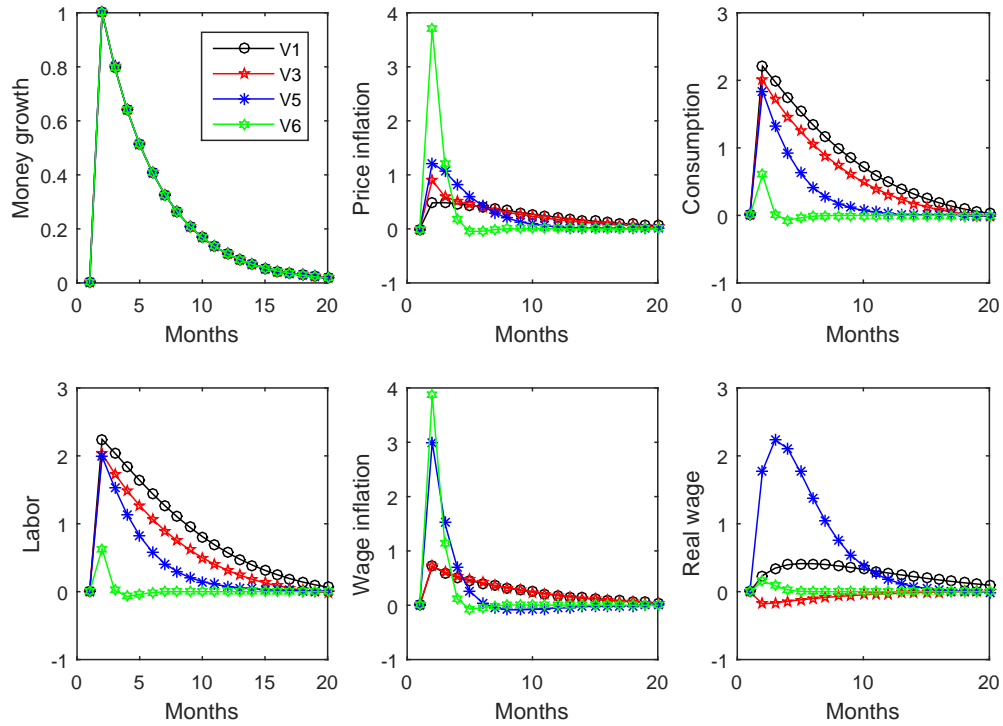 Money growth
1
0.8
0.6
0.4
0.2
0
0 5 10 15 20
Months
V1
V3
V5
V6
Price inflation
4
3
2
1
0
-1
0 10 20
Months
Consumption
3
2
1
0
-1
0 10 20
Months
Labor
3
2
1
0
-1
0 5 10 15 20
Months
Wage inflation
4
3
2
1
0
-1
0 10 20
Months
Real wage
3
2
1
0
-1
0 10 20
Months